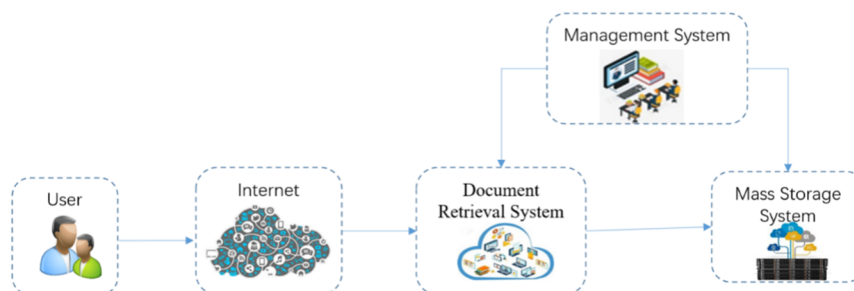 Management System
User
Internet
Document
Retrieval System
Mass Storage
System